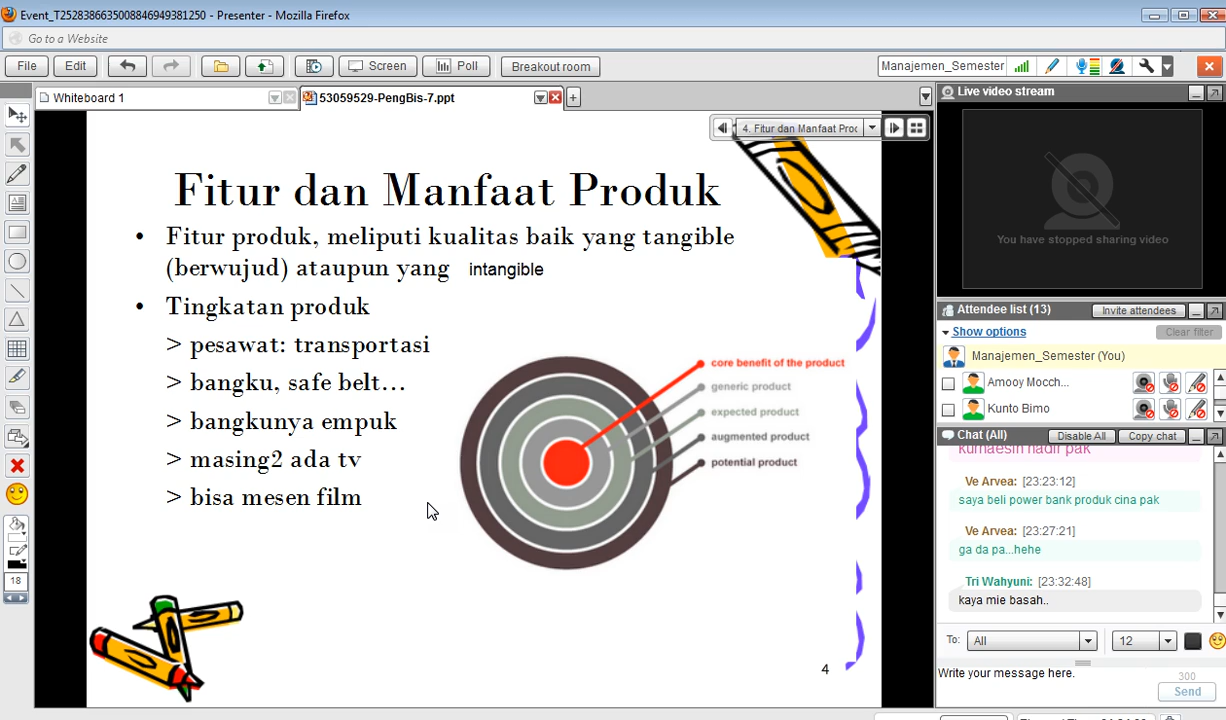 Event_T2528386635008846949381250 - Presenter - Mozilla Firefox
Go to a Website
File
Edit
Screen
Poll
Breakout room
Manajemen_Semester
Whiteboard 1
53059529-PengBis-7.ppt
4. Fitur dan Manfaat Proc
Fitur dan Manfaat Produk
• Fitur produk, meliputi kualitas baik yang tangible
(berwujud) ataupun yang intangible
• Tingkatan produk
> pesawat: transportasi
> bangku, safe belt…
> bangkunya empuk
> masing2 ada tv
> bisa mesen film
core benefit of the product
generic product
expected product
augmented product
potential product
4
18
Live video stream
You have stopped sharing video
Attendee list (13)
Invite attendees
Show options
Clear filter
Manajemen_Semester (You)
Amooy Mocch...
Kunto Bimo
Chat (All)
Disable All
Copy chat
kumaesin hadir pak
Ve Arvea: [23:23:12]
saya beli power bank produk cina pak
Ve Arvea: [23:27:21]
ga da pa...hehe
Tri Wahyuni: [23:32:48]
kaya mie basah..
To:
All
12
Write your message here.
300
Send